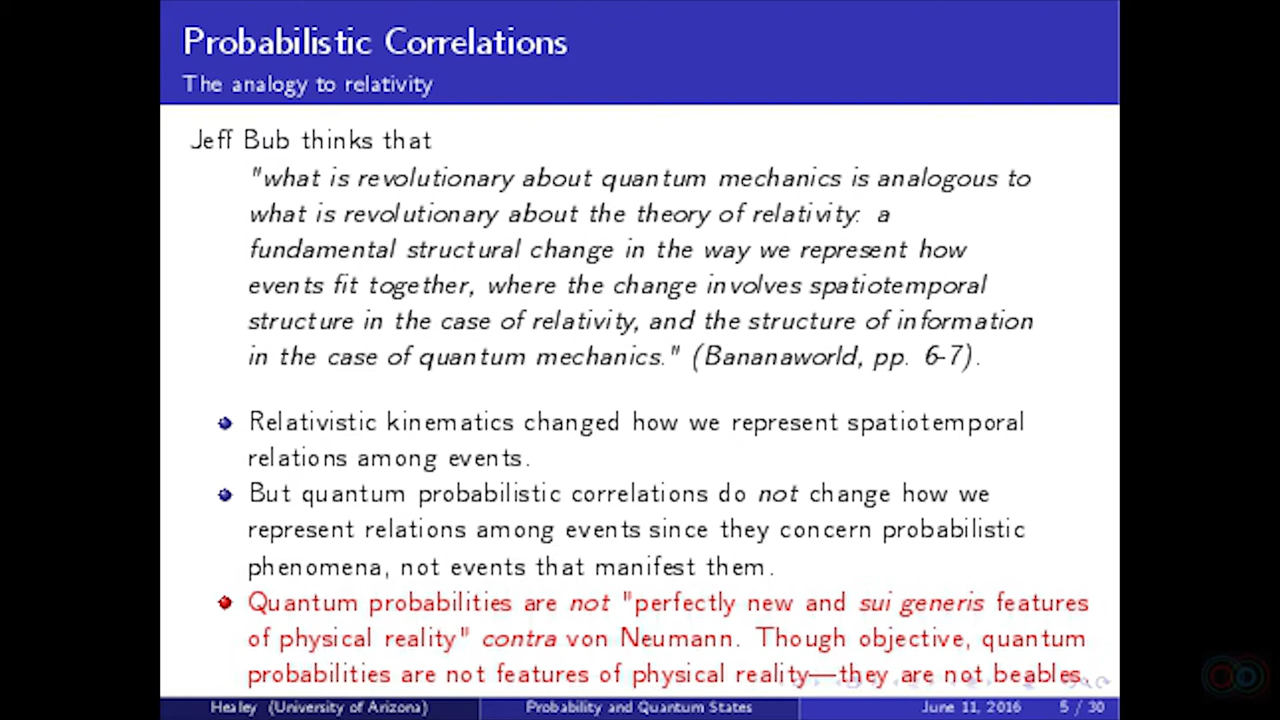 Probabilistic Correlations
The analogy to relativity
Jeff Bub thinks that
"what is revolutionary about quantum mechanics is analogous to
what is revolutionary about the theory of relativity: a
fundamental structural change in the way we represent how
events fit together, where the change involves spatiotemporal
structure in the case of relativity, and the structure of information
in the case of quantum mechanics." (Bananaworld, pp. 6-7).
Relativistic kinematics changed how we represent spatiotemporal
relations among events.
But quantum probabilistic correlations do not change how we
represent relations among events since they concern probabilistic
phenomena, not events that manifest them.
Quantum probabilities are not "perfectly new and sui generis features
of physical reality" contra von Neumann. Though objective, quantum
probabilities are not features of physical reality—they are not beables.
Healey (University of Arizona) Probability and Quantum States June 11, 2016 5 / 30